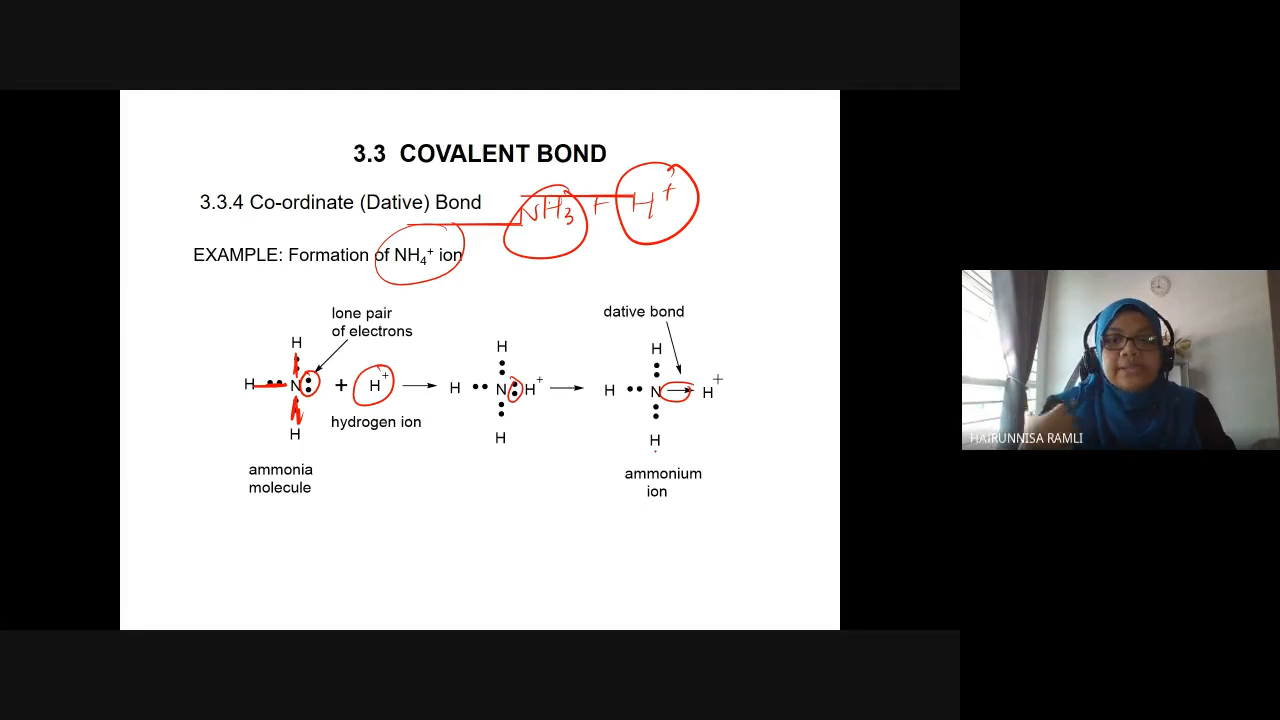 3.3 COVALENT BOND
3.3.4 Co-ordinate (Dative) Bond
NH₃ + H⁺
EXAMPLE: Formation of NH₄⁺ ion
lone pair
of electrons
dative bond
H H H
H N + H⁺ H N H⁺ H N H⁺
H H H
hydrogen ion
ammonia
molecule
ammonium
ion
HAIRUNNISA RAMLI